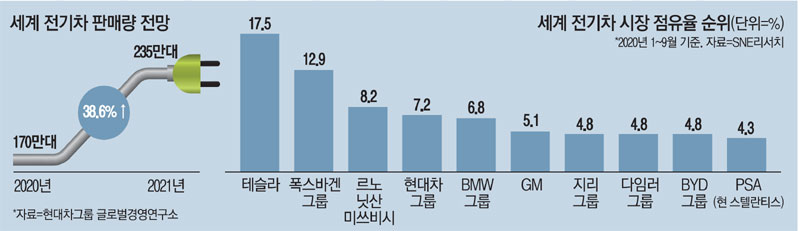 세계 전기차 판매량 전망
235만대
38.6% ↑
170만대
2020년 2021년
*자료=현대차그룹 글로벌경영연구소
세계 전기차 시장 점유율 순위(단위=%)
*2020년 1~9월 기준. 자료=SNE리서치
17.5
12.9
8.2
7.2
6.8
5.1
4.8
4.8
4.8
4.3
테슬라
폭스바겐
그룹
르노
닛산
미쓰비시
현대차
그룹
BMW
그룹
GM
지리
그룹
다임러
그룹
BYD
그룹
PSA
(현 스텔란티스)